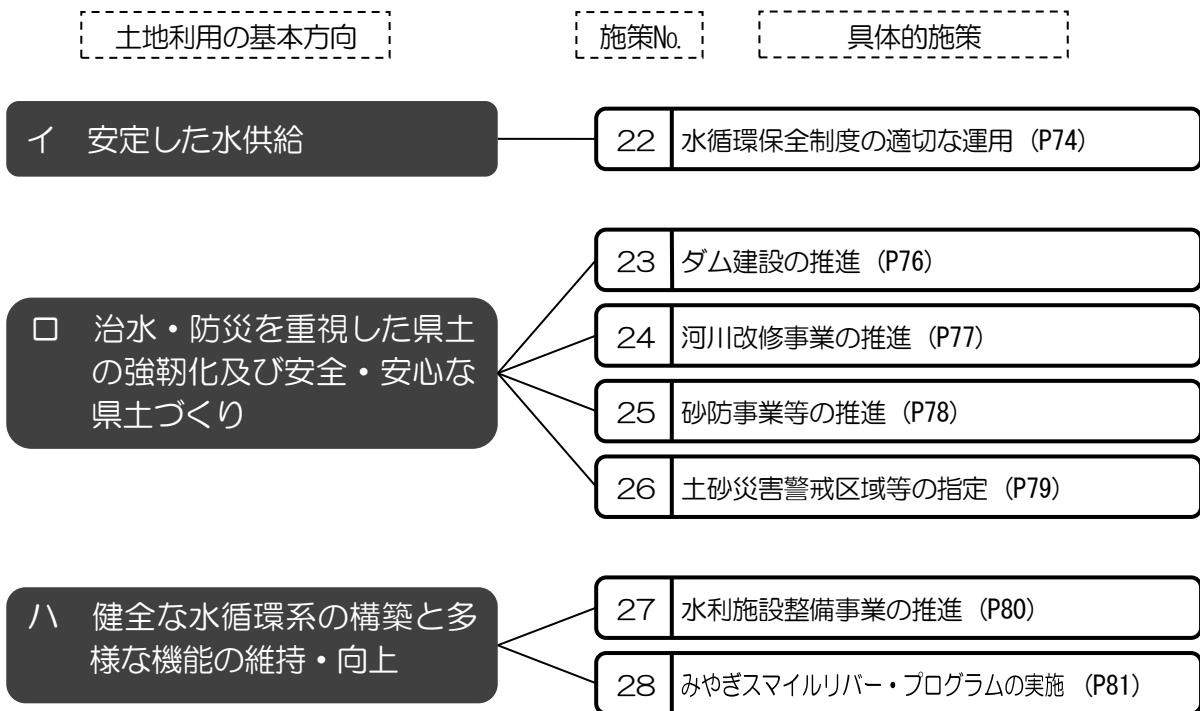 土地利用の基本方向 施策№ 具体的施策
イ 安定した水供給
22 水循環保全制度の適切な運用 (P74)
ロ 治水・防災を重視した県土
の強靭化及び安全・安心な
県土づくり
23 ダム建設の推進 (P76)
24 河川改修事業の推進 (P77)
25 砂防事業等の推進 (P78)
26 土砂災害警戒区域等の指定 (P79)
ハ 健全な水循環系の構築と多
様な機能の維持・向上
27 水利施設整備事業の推進 (P80)
28 みやぎスマイルリバー・プログラムの実施 (P81)